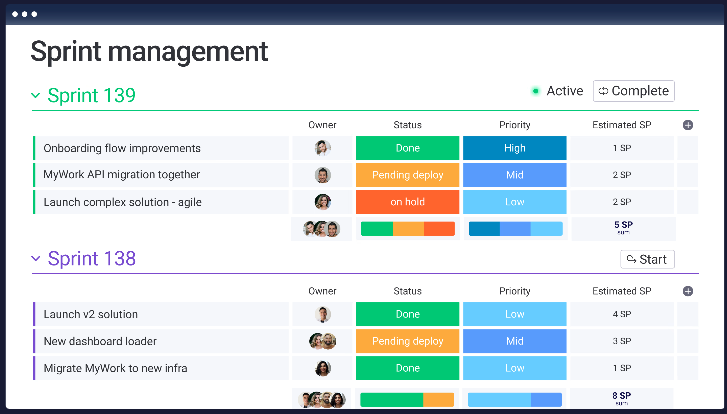 Sprint management
Sprint 139
Active
Complete
Owner Status Priority Estimated SP
Onboarding flow improvements Done High 1 SP
MyWork API migration together Pending deploy Mid 2 SP
Launch complex solution - agile on hold Low 2 SP
5 SP
sum
Sprint 138
Start
Owner Status Priority Estimated SP
Launch v2 solution Done Low 4 SP
New dashboard loader Pending deploy Mid 3 SP
Migrate MyWork to new infra Done Low 1 SP
8 SP
sum